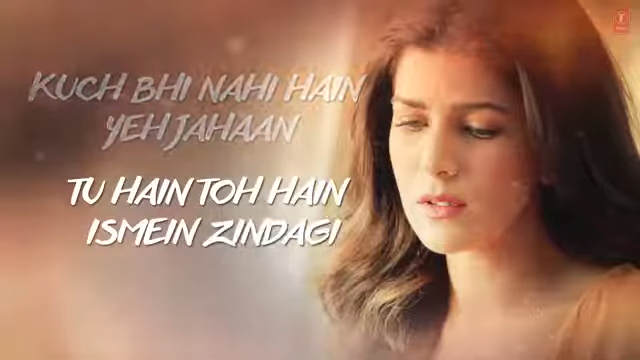 KUCH BHI NAHI HAIN
YEH JAHAAN
TU HAIN TOH HAIN
ISMEIN ZINDAGI